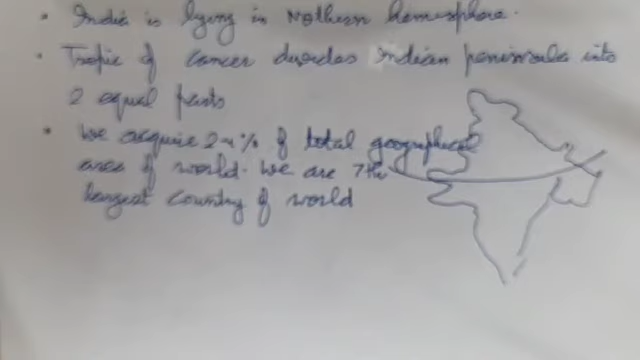 • India is lying in Nothern hemisphere.
• Tropic of cancer divides Indian peninsula into
2 equal parts
• We acquire 2.4% of total geographical
area of world. We are 7th
largest country of world